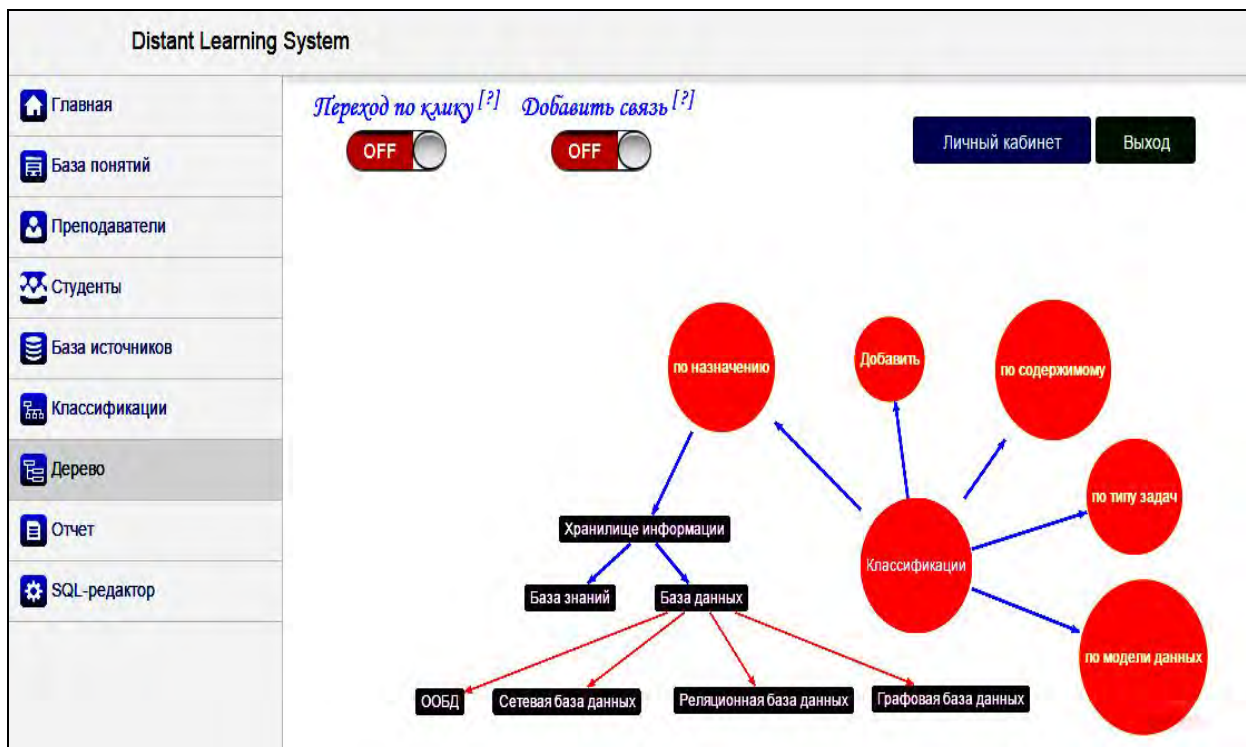 Distant Learning System
Главная
База понятий
Преподаватели
Студенты
База источников
Классификации
Дерево
Отчет
SQL-редактор
Переход по клику [?]
Добавить связь [?]
OFF
OFF
Личный кабинет
Выход
по назначению
Добавить
по содержимому
по типу задач
Классификации
по модели данных
Хранилище информации
База знаний
База данных
ООБД
Сетевая база данных
Реляционная база данных
Графовая база данных